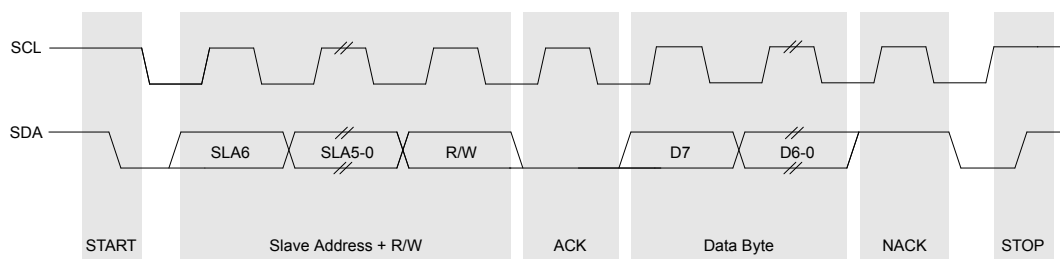 SCL
SDA
SLA6
SLA5-0
R/W
D7
D6-0
START
Slave Address + R/W
ACK
Data Byte
NACK
STOP